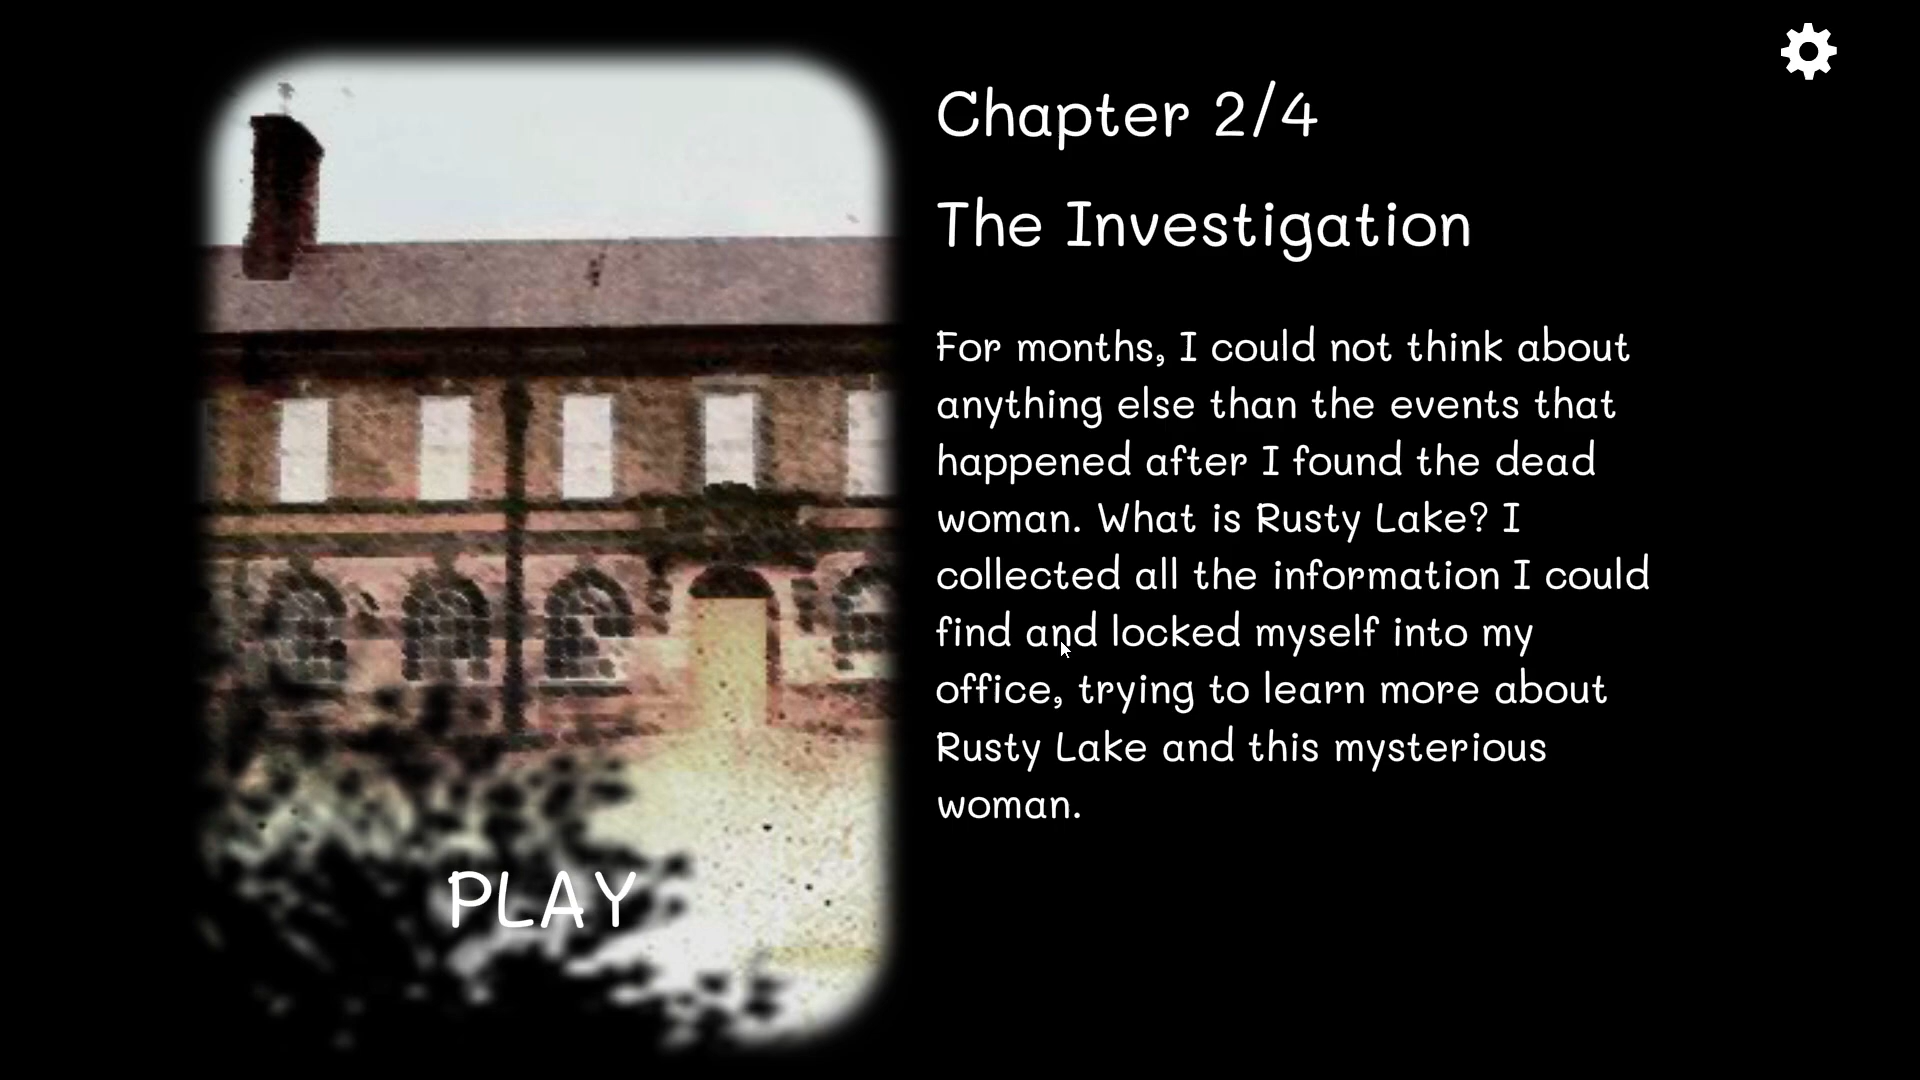 Chapter 2/4
The Investigation
For months, I could not think about
anything else than the events that
happened after I found the dead
woman. What is Rusty Lake? I
collected all the information I could
find and locked myself into my
office, trying to learn more about
Rusty Lake and this mysterious
woman.
PLAY